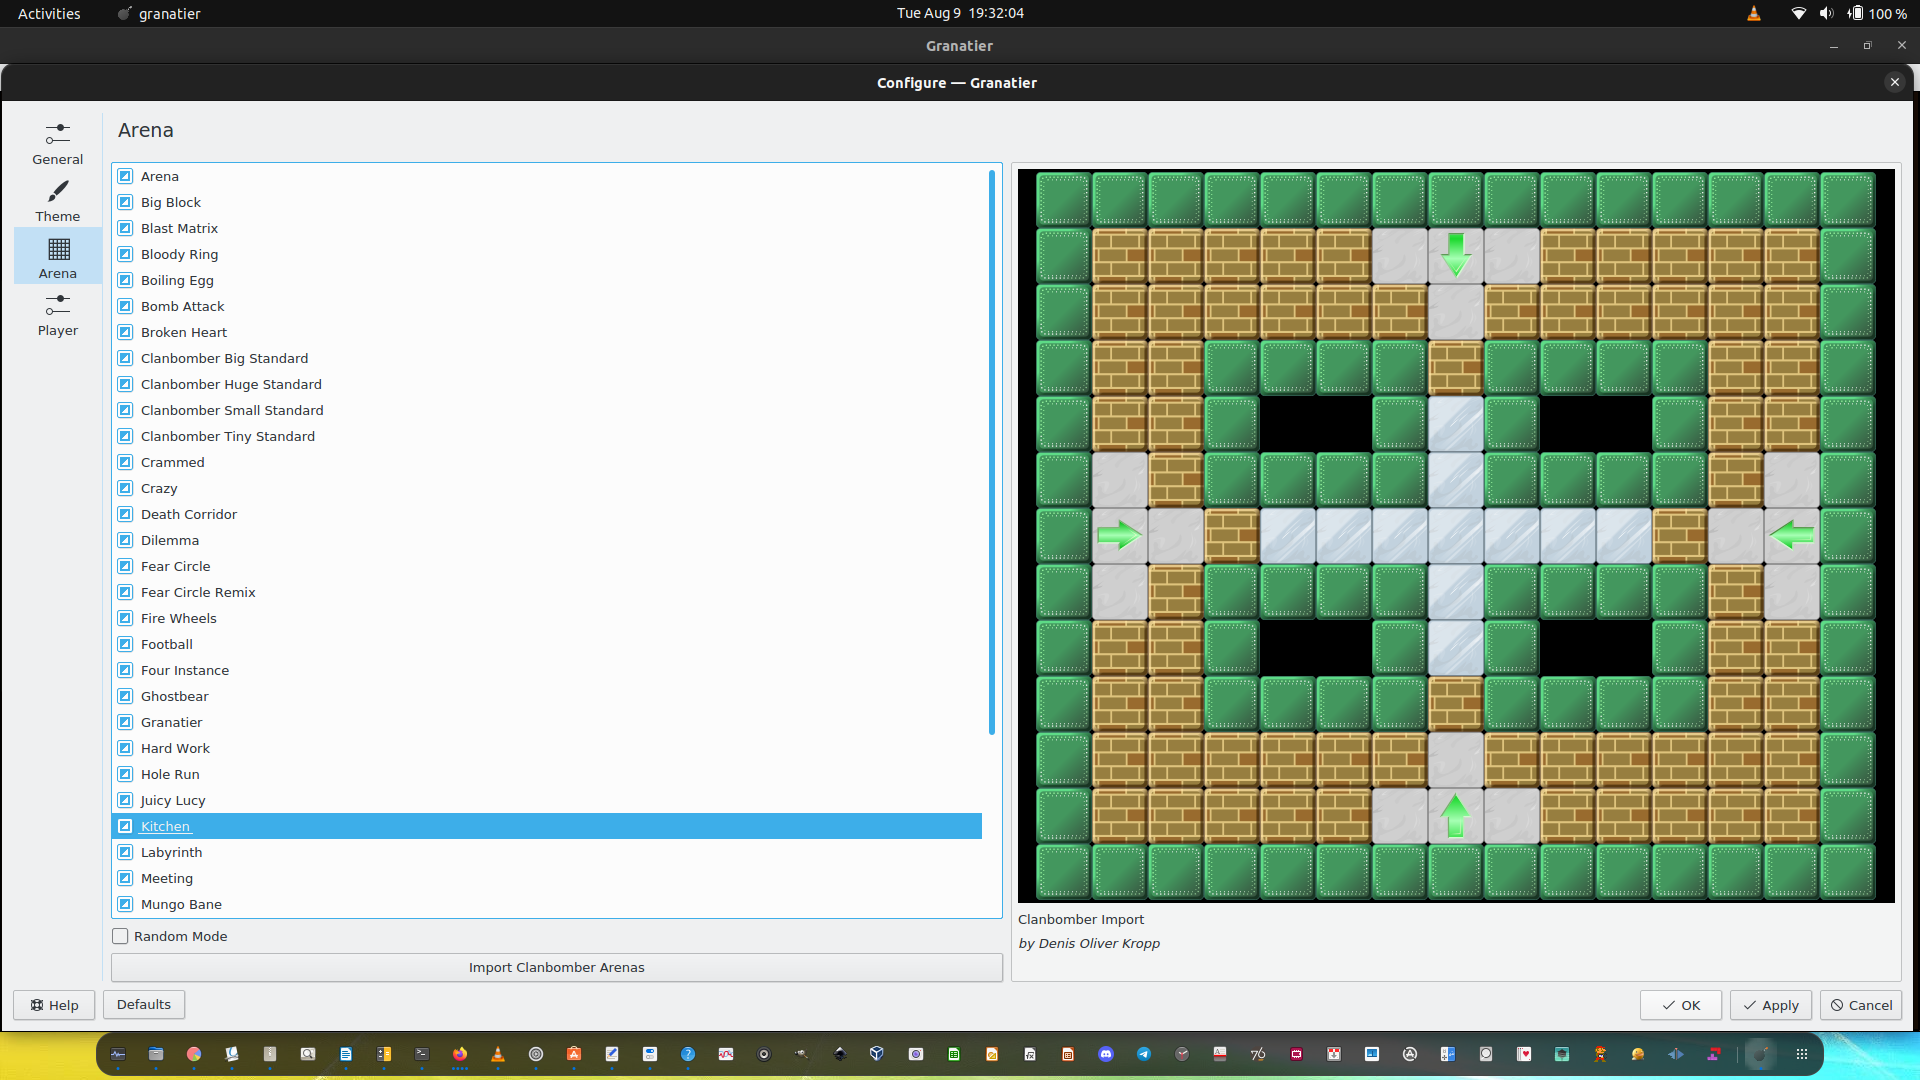 Activities
granatier
Tue Aug 9 19:32:04
100 %
Granatier
Configure — Granatier
General
Theme
Arena
Player
Arena
Arena
Big Block
Blast Matrix
Bloody Ring
Boiling Egg
Bomb Attack
Broken Heart
Clanbomber Big Standard
Clanbomber Huge Standard
Clanbomber Small Standard
Clanbomber Tiny Standard
Crammed
Crazy
Death Corridor
Dilemma
Fear Circle
Fear Circle Remix
Fire Wheels
Football
Four Instance
Ghostbear
Granatier
Hard Work
Hole Run
Juicy Lucy
Kitchen
Labyrinth
Meeting
Mungo Bane
Random Mode
Import Clanbomber Arenas
Clanbomber Import
by Denis Oliver Kropp
Help
Defaults
OK
Apply
Cancel